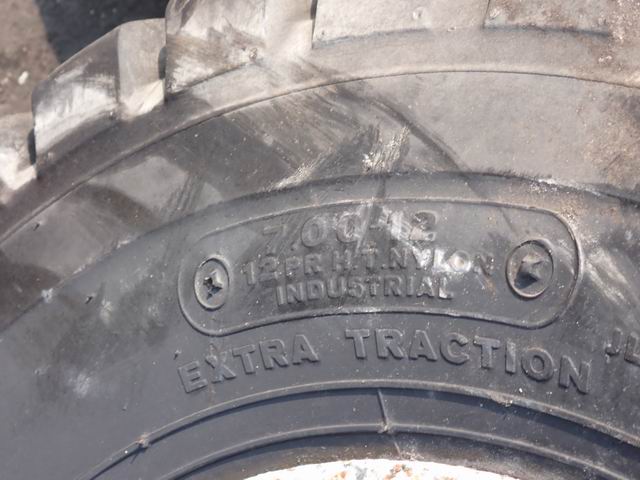 7.00-12
12PR H.T. NYLON
INDUSTRIAL
EXTRA TRACTION